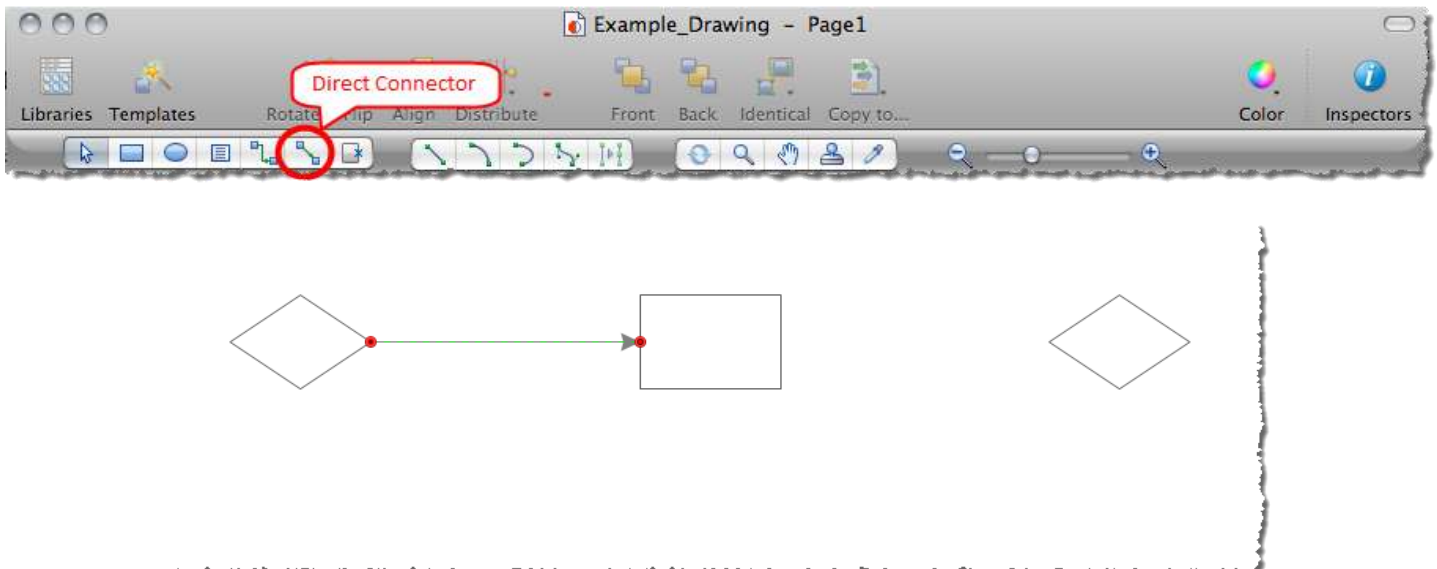 Example_Drawing – Page1
Direct Connector
Libraries Templates Rotate Flip Align Distribute Front Back Identical Copy to... Color Inspectors